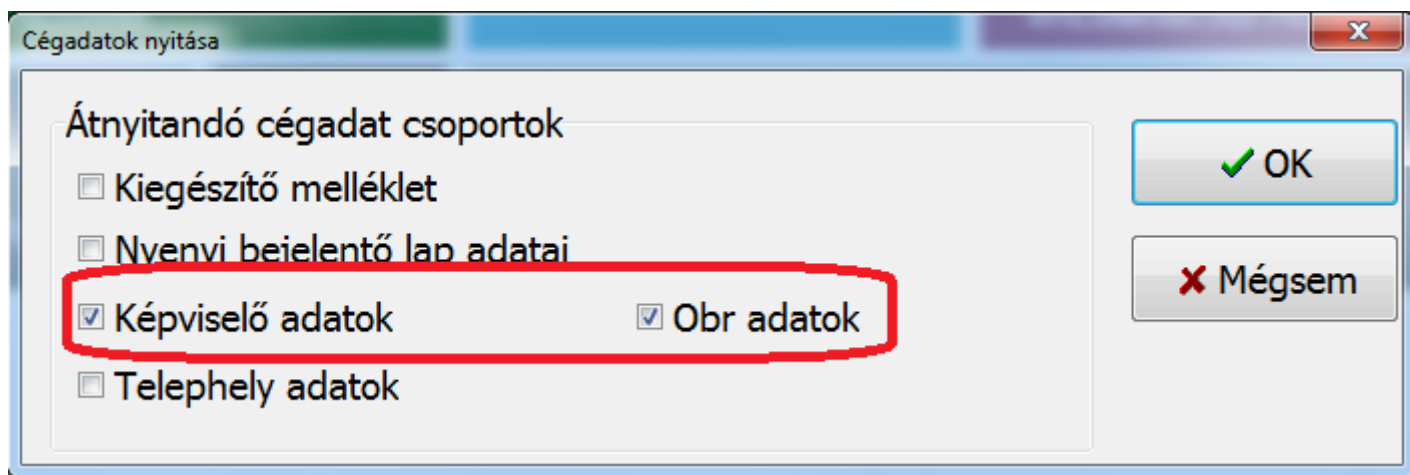 Cégadatok nyitása
Átnyitandó cégadat csoportok
Kiegészítő melléklet
Nyenyi bejelentő lap adatai
Képviselő adatok
Obr adatok
Telephely adatok
OK
Mégsem